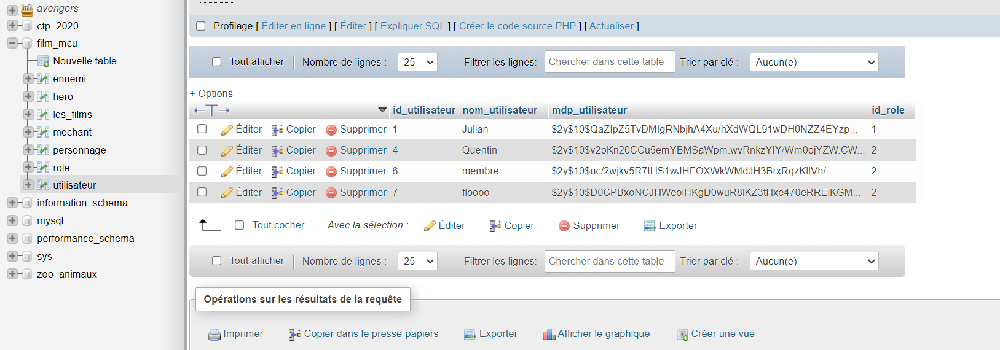 avengers
ctp_2020
film_mcu
Nouvelle table
ennemi
hero
les_films
mechant
personnage
role
utilisateur
information_schema
mysql
performance_schema
sys
zoo_animaux
Profilage [ Éditer en ligne ] [ Éditer ] [ Expliquer SQL ] [ Créer le code source PHP ] [ Actualiser ]
Tout afficher Nombre de lignes : 25 Filtrer les lignes: Chercher dans cette table Trier par clé : Aucun(e)
+ Options
id_utilisateur nom_utilisateur mdp_utilisateur id_role
Éditer Copier Supprimer 1 Julian $2y$10$QaZIpZ5TvDMIgRNbjhA4Xu/hXdWQL91wDH0NZZ4EYzp... 1
Éditer Copier Supprimer 4 Quentin $2y$10$v2pKn20CCu5emYBMSaWpm.wvRnkzYlY/Wm0pjYZW.CW... 2
Éditer Copier Supprimer 6 membre $2y$10$uc/2wjkv5R7Il.IS1wJHFOXWkWMdJH3BrxRqzKltVh/... 2
Éditer Copier Supprimer 7 floooo $2y$10$D0CPBxoNCJHWeoiHKgD0wuR8lKZ3tHxe470eRREiKGM... 2
Tout cocher Avec la sélection : Éditer Copier Supprimer Exporter
Tout afficher Nombre de lignes : 25 Filtrer les lignes: Chercher dans cette table Trier par clé : Aucun(e)
Opérations sur les résultats de la requête
Imprimer Copier dans le presse-papiers Exporter Afficher le graphique Créer une vue